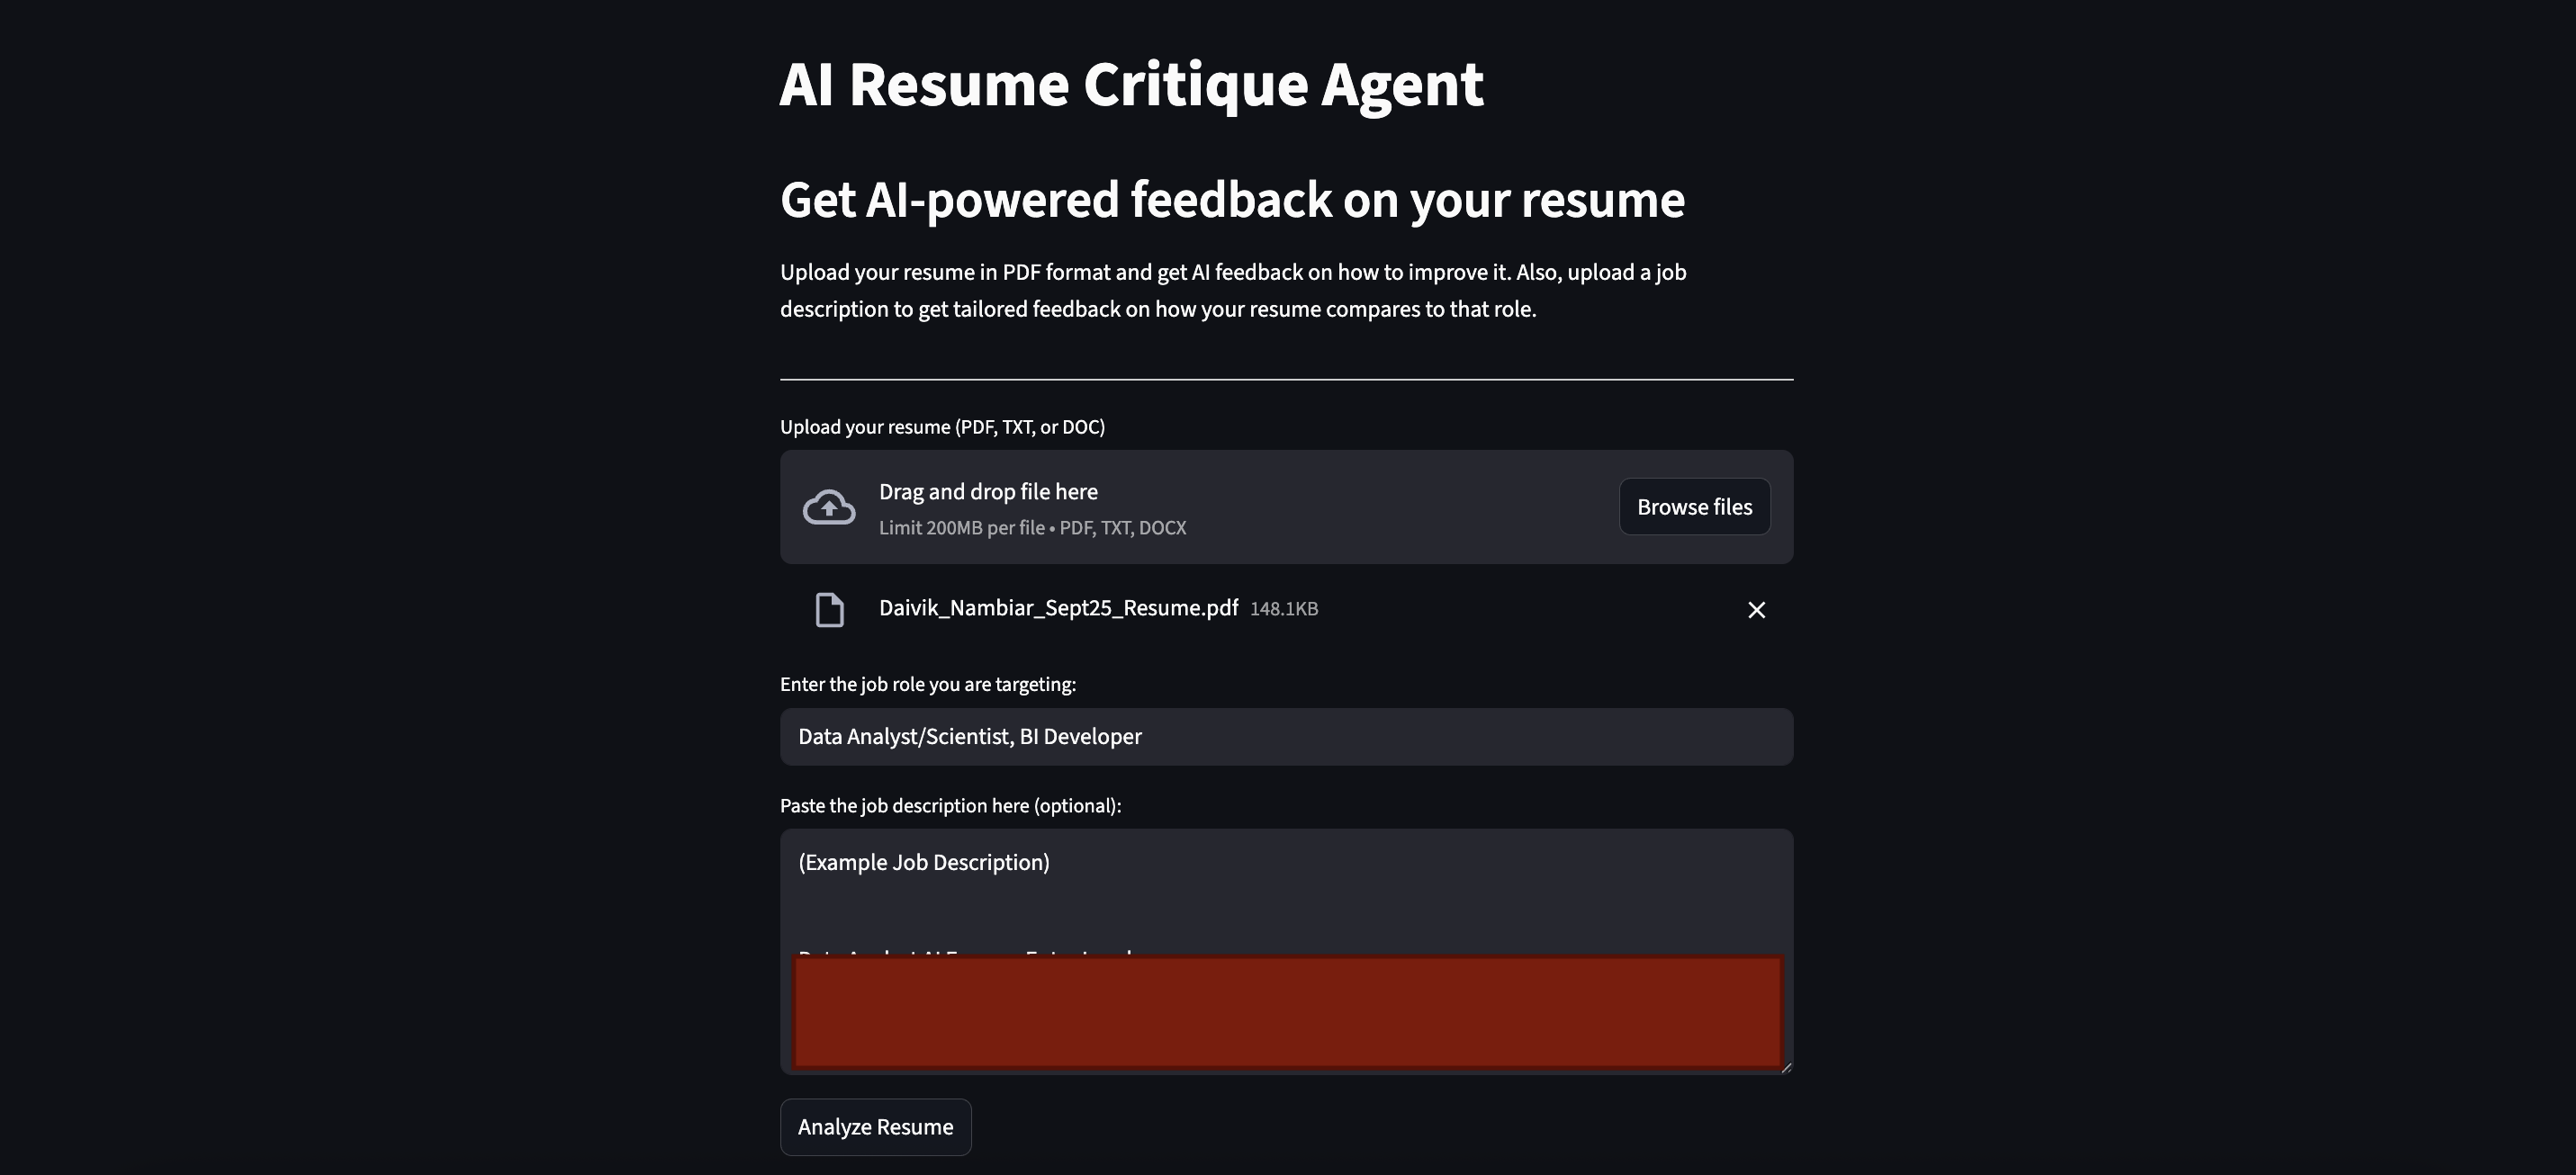 AI Resume Critique Agent
Get AI-powered feedback on your resume
Upload your resume in PDF format and get AI feedback on how to improve it. Also, upload a job
description to get tailored feedback on how your resume compares to that role.
Upload your resume (PDF, TXT, or DOC)
Drag and drop file here
Limit 200MB per file • PDF, TXT, DOCX
Browse files
Daivik_Nambiar_Sept25_Resume.pdf 148.1KB
Enter the job role you are targeting:
Data Analyst/Scientist, BI Developer
Paste the job description here (optional):
(Example Job Description)
Analyze Resume